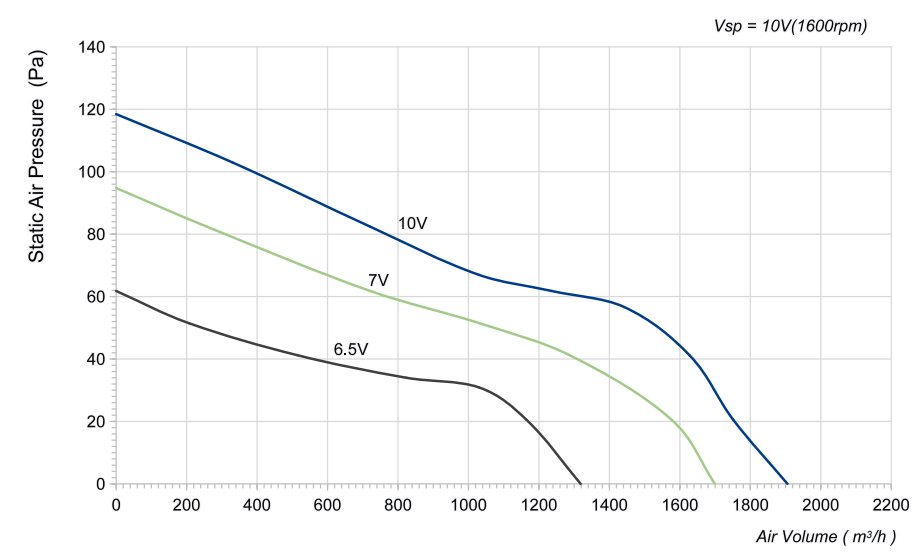 Vsp = 10V(1600rpm)
Static Air Pressure (Pa)
140
120
100
80
60
40
20
0
10V
7V
6.5V
0 200 400 600 800 1000 1200 1400 1600 1800 2000 2200
Air Volume ( m³/h )